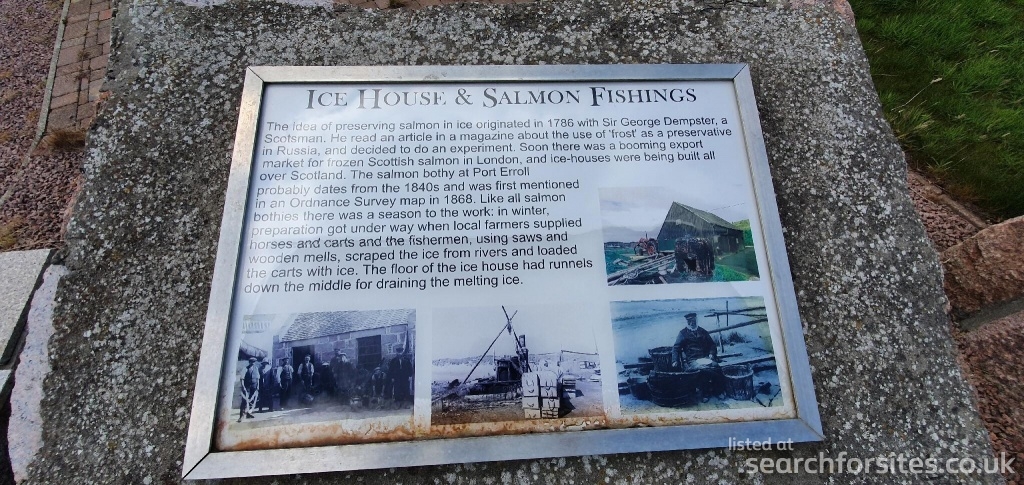 ICE HOUSE & SALMON FISHINGS
The idea of preserving salmon in ice originated in 1786 with Sir George Dempster, a
Scotsman. He read an article in a magazine about the use of 'frost' as a preservative
in Russia, and decided to do an experiment. Soon there was a booming export
market for frozen Scottish salmon in London, and ice-houses were being built all
over Scotland. The salmon bothy at Port Erroll
probably dates from the 1840s and was first mentioned
in an Ordnance Survey map in 1868. Like all salmon
bothies there was a season to the work: in winter,
preparation got under way when local farmers supplied
horses and carts and the fishermen, using saws and
wooden mells, scraped the ice from rivers and loaded
the carts with ice. The floor of the ice house had runnels
down the middle for draining the melting ice.
listed at
searchforsites.co.uk